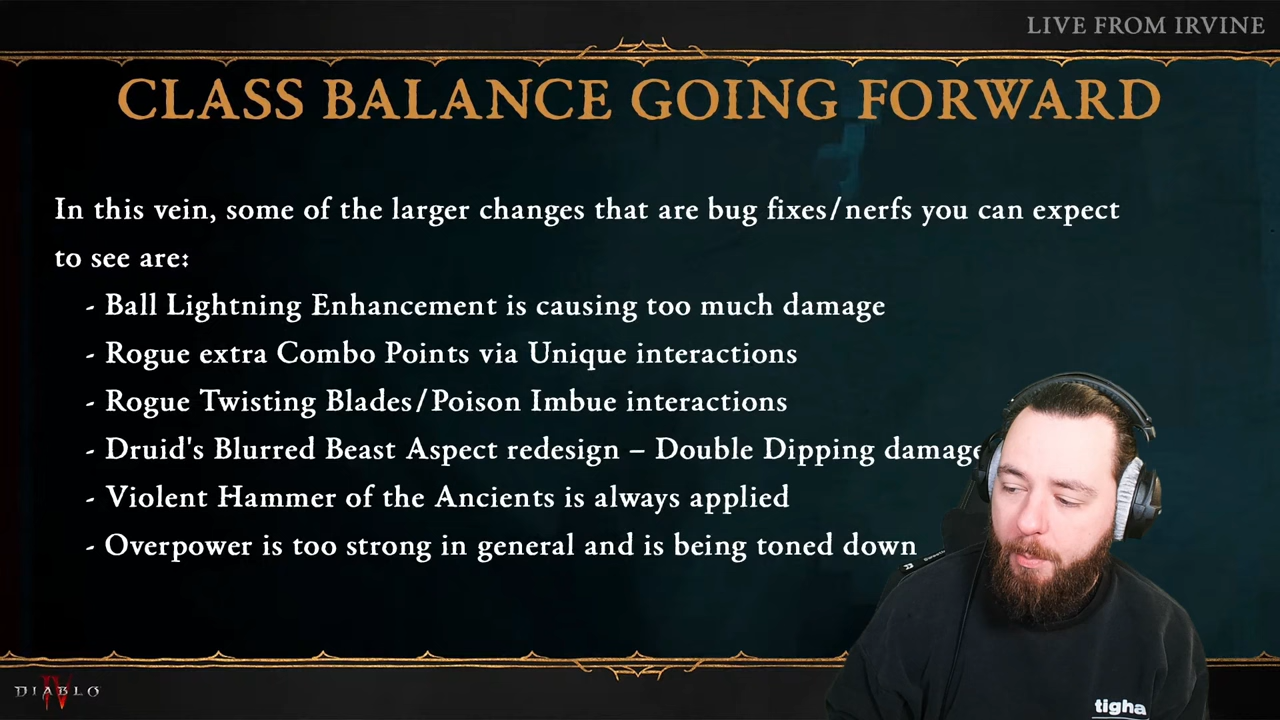 LIVE FROM IRVINE
CLASS BALANCE GOING FORWARD
In this vein, some of the larger changes that are bug fixes/nerfs you can expect
to see are:
- Ball Lightning Enhancement is causing too much damage
- Rogue extra Combo Points via Unique interactions
- Rogue Twisting Blades/Poison Imbue interactions
- Druid's Blurred Beast Aspect redesign – Double Dipping damage
- Violent Hammer of the Ancients is always applied
- Overpower is too strong in general and is being toned down
DIABLO
IV
tigha